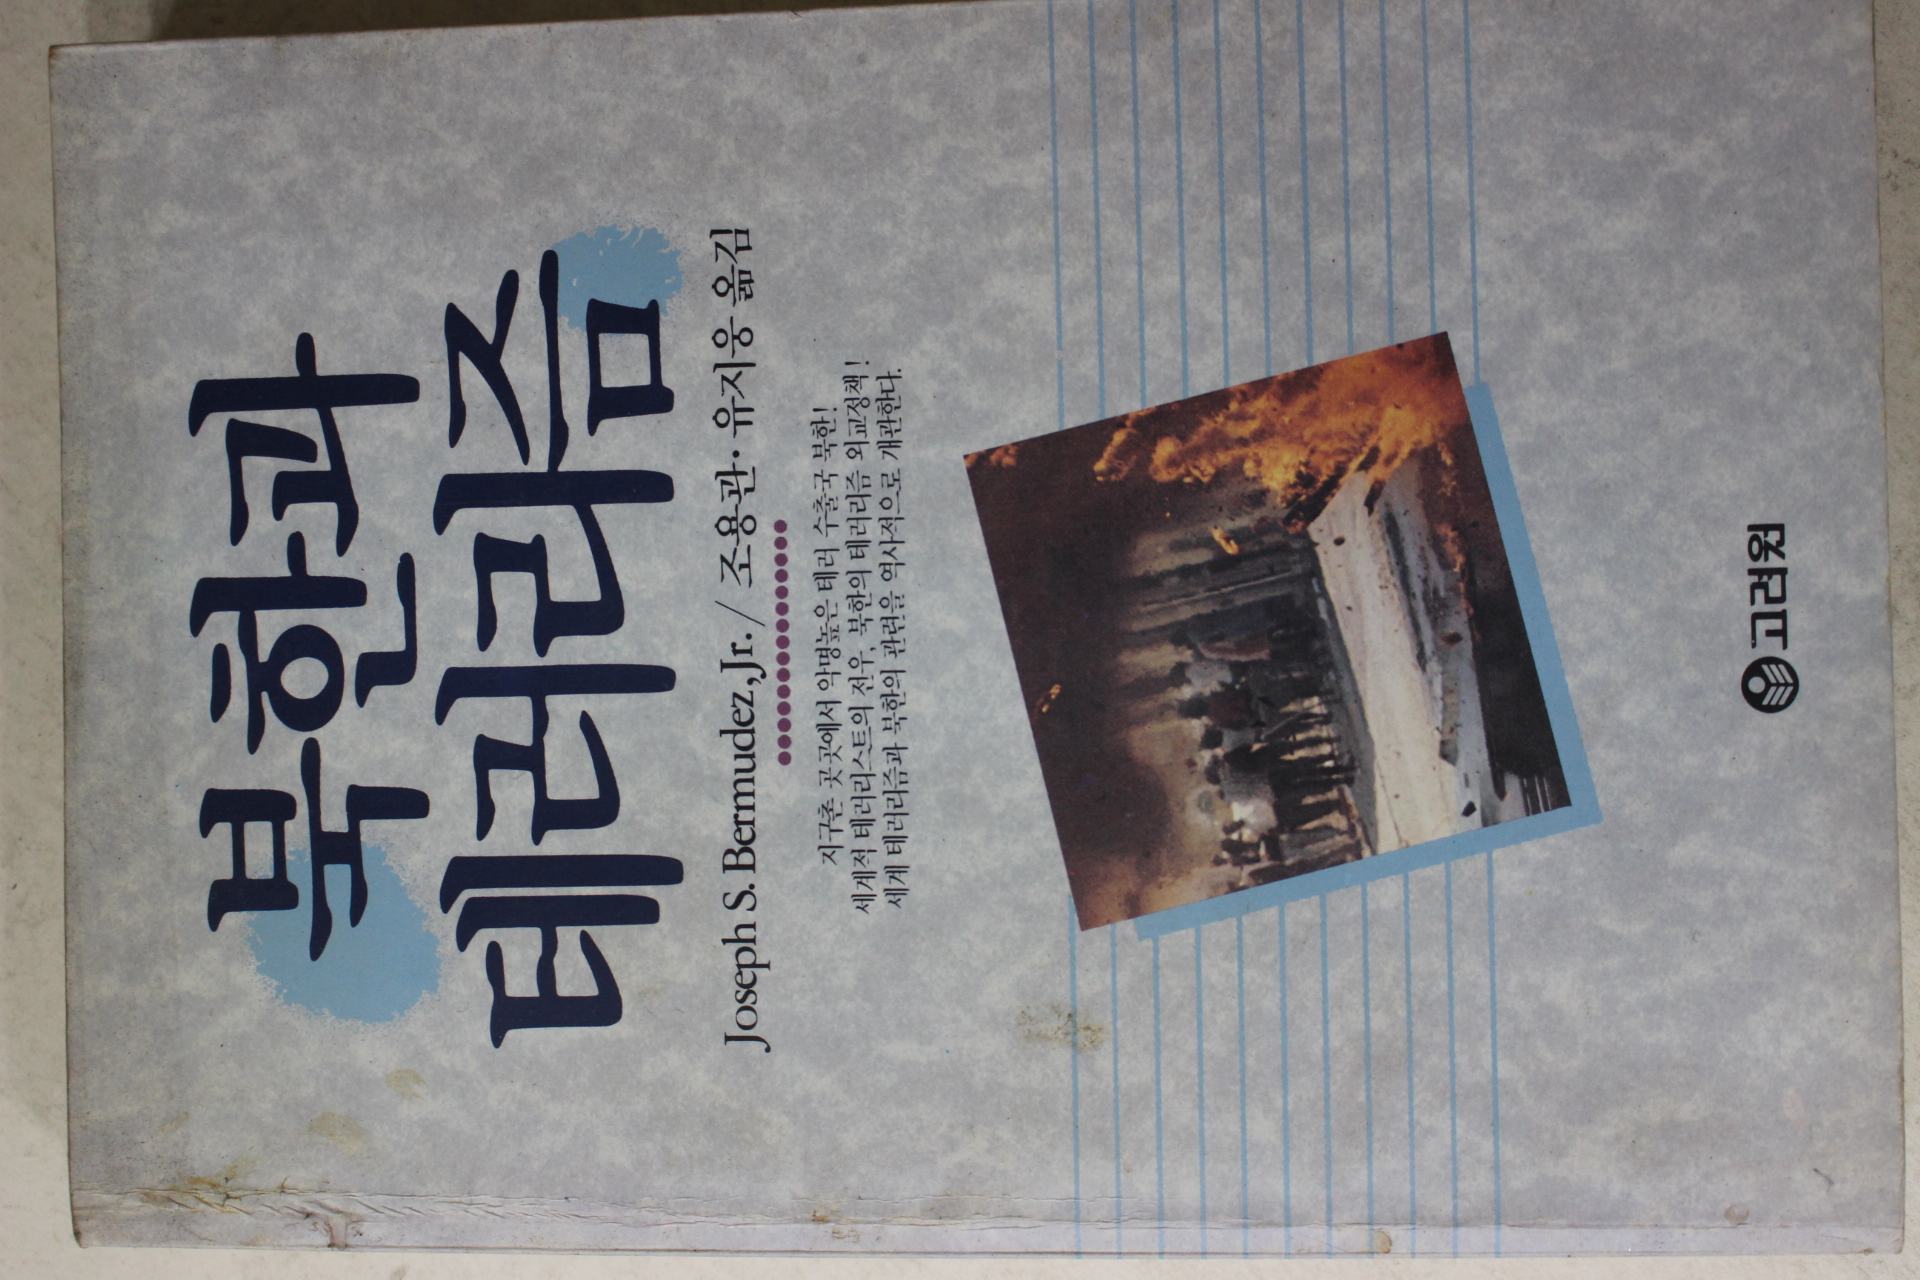 북한과
테러리즘
Joseph S. Bermudez, Jr. / 조용관·유지웅 옮김
지구촌 곳곳에서 악명높은 테러 수출국 북한!
세계적 테러리스트의 전우, 북한의 테러리즘 외교정책!
세계 테러리즘과 북한의 관련을 역사적으로 개관한다.
고려원